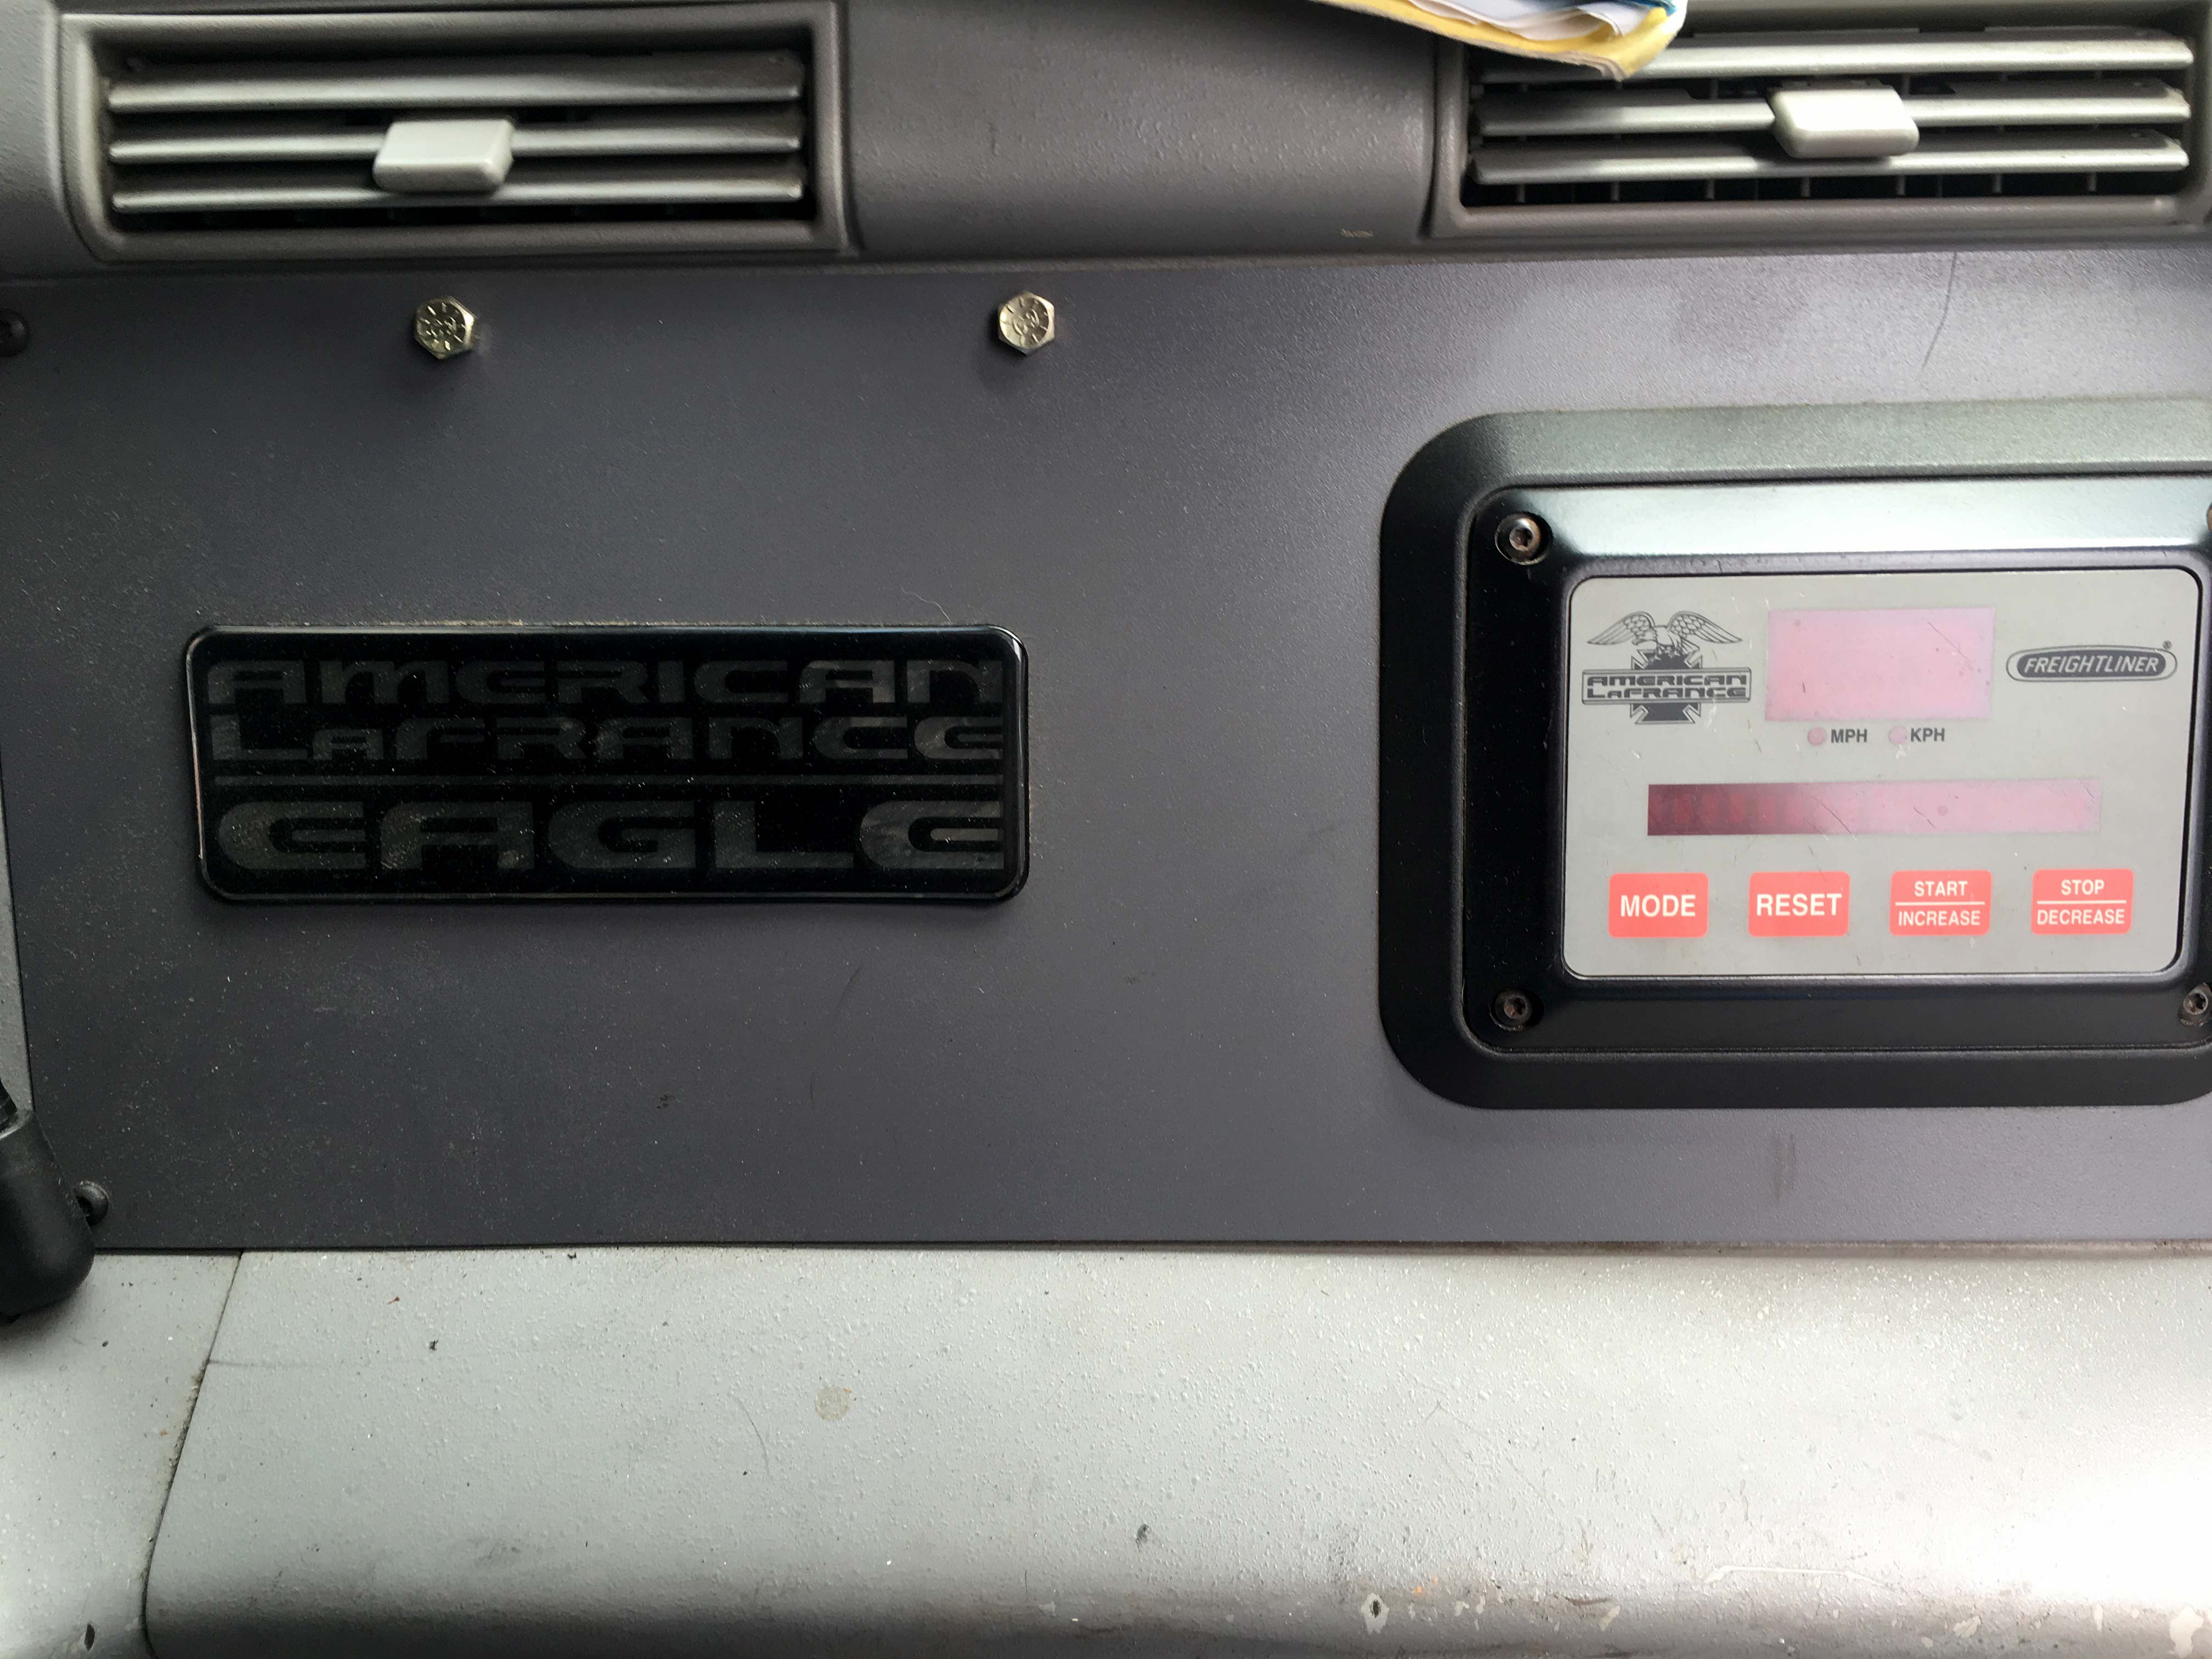 AMERICAN
LAFRANCE
EAGLE
AMERICAN
LAFRANCE
FREIGHTLINER®
MPH KPH
MODE
RESET
START
INCREASE
STOP
DECREASE